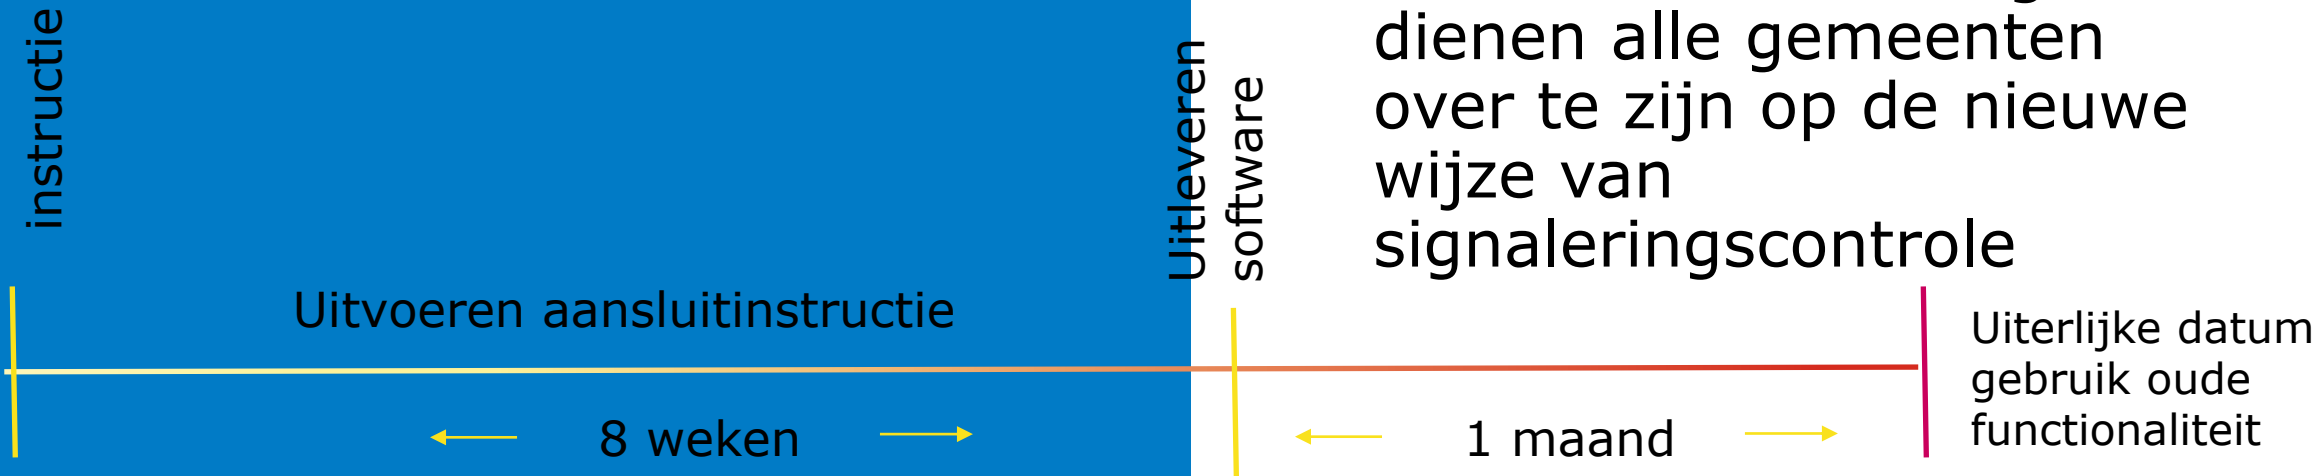 instructie
Uitleveren
software
dienen alle gemeenten
over te zijn op de nieuwe
wijze van
signaleringscontrole
Uitvoeren aansluitinstructie
Uiterlijke datum
gebruik oude
functionaliteit
8 weken
1 maand